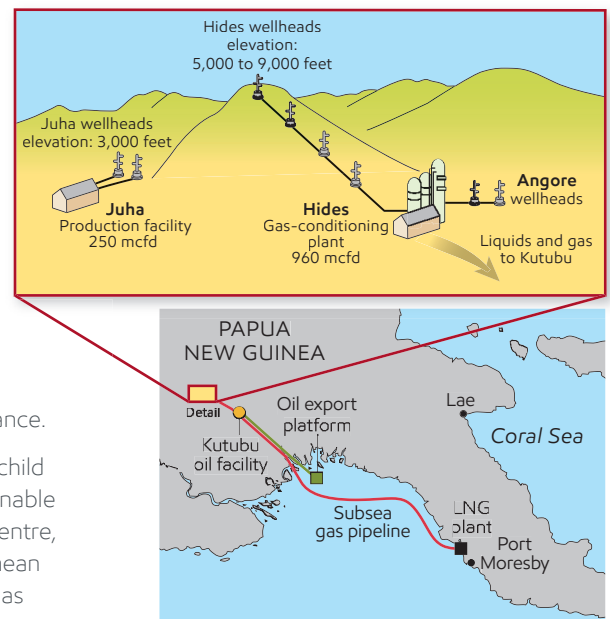 Hides wellheads
elevation:
5,000 to 9,000 feet
Juha wellheads
elevation: 3,000 feet
Juha
Production facility
250 mcfd
Hides
Gas-conditioning
plant
960 mcfd
Angore
wellheads
Liquids and gas
to Kutubu
PAPUA
NEW GUINEA
Detail
Kutubu
oil facility
Oil export
platform
Lae
Coral Sea
Subsea
gas pipeline
LNG
plant
Port
Moresby
ance.
child
nable
entre,
nean
as